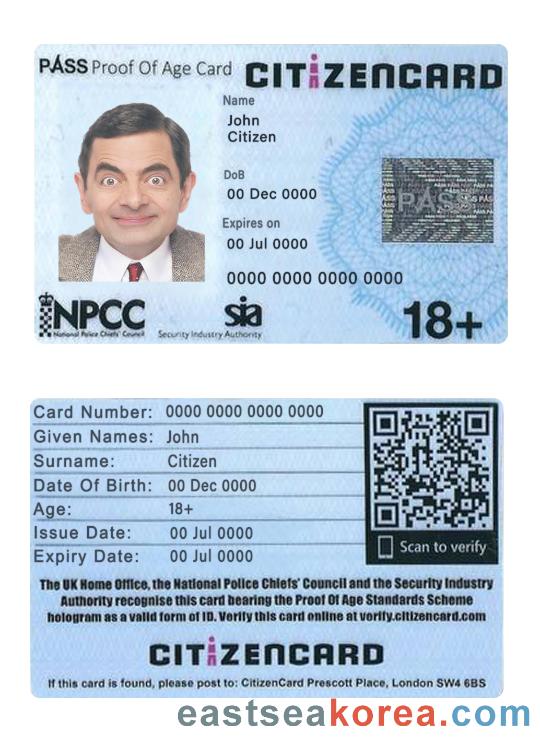 PASS Proof Of Age Card CITiZENCARD
Name
John
Citizen
DoB
00 Dec 0000
Expires on
00 Jul 0000
0000 0000 0000 0000
PASS
NPCC
National Police Chiefs' Council
sia
Security Industry Authority
18+
Card Number: 0000 0000 0000 0000
Given Names: John
Surname: Citizen
Date Of Birth: 00 Dec 0000
Age: 18+
Issue Date: 00 Jul 0000
Expiry Date: 00 Jul 0000
Scan to verify
The UK Home Office, the National Police Chiefs' Council and the Security Industry
Authority recognise this card bearing the Proof Of Age Standards Scheme
hologram as a valid form of ID. Verify this card online at verify.citizencard.com
CITiZENCARD
If this card is found, please post to: CitizenCard Prescott Place, London SW4 6BS
eastseakorea.com